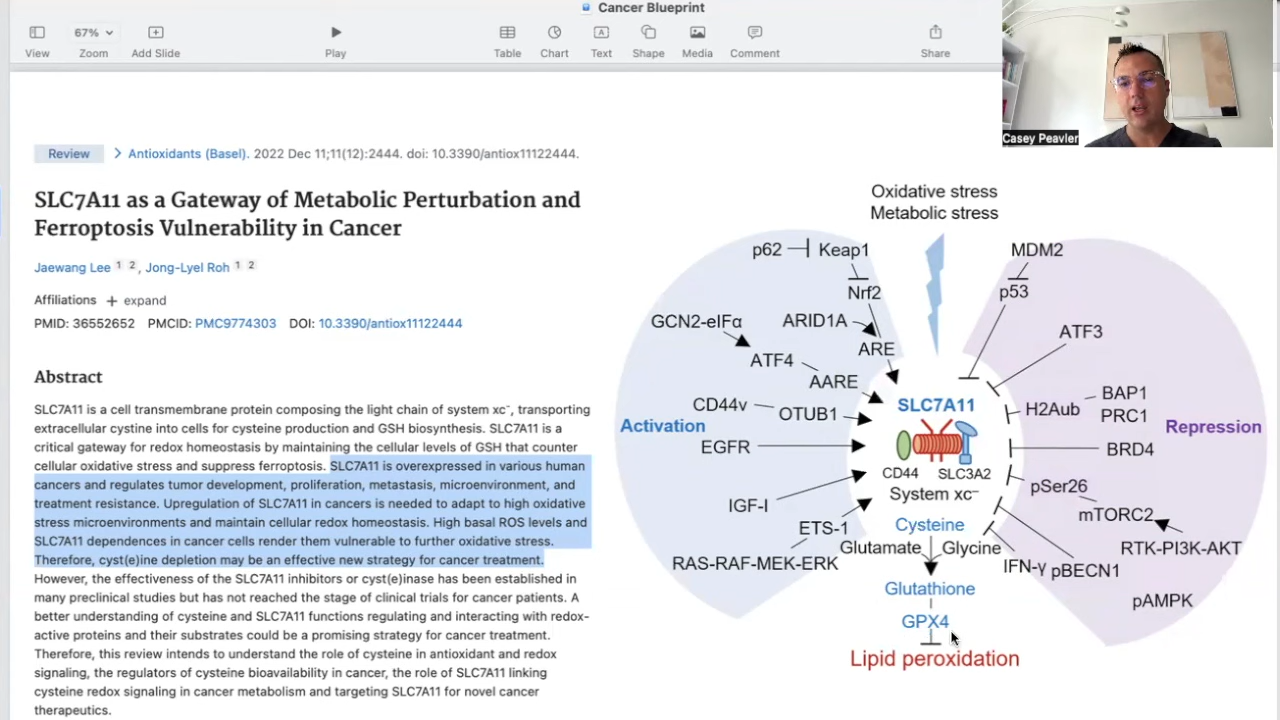 Cancer Blueprint
67%
View
Zoom
Add Slide
Play
Table
Chart
Text
Shape
Media
Comment
Share
Casey Peavler
Review
Antioxidants (Basel). 2022 Dec 11;11(12):2444. doi: 10.3390/antiox11122444.
SLC7A11 as a Gateway of Metabolic Perturbation and
Ferroptosis Vulnerability in Cancer
Jaewang Lee 1 2, Jong-Lyel Roh 1 2
Affiliations + expand
PMID: 36552652 PMCID: PMC9774303 DOI: 10.3390/antiox11122444
Abstract
SLC7A11 is a cell transmembrane protein composing the light chain of system xc⁻, transporting
extracellular cystine into cells for cysteine production and GSH biosynthesis. SLC7A11 is a
critical gateway for redox homeostasis by maintaining the cellular levels of GSH that counter
cellular oxidative stress and suppress ferroptosis. SLC7A11 is overexpressed in various human
cancers and regulates tumor development, proliferation, metastasis, microenvironment, and
treatment resistance. Upregulation of SLC7A11 in cancers is needed to adapt to high oxidative
stress microenvironments and maintain cellular redox homeostasis. High basal ROS levels and
SLC7A11 dependences in cancer cells render them vulnerable to further oxidative stress.
Therefore, cyst(e)ine depletion may be an effective new strategy for cancer treatment.
However, the effectiveness of the SLC7A11 inhibitors or cyst(e)inase has been established in
many preclinical studies but has not reached the stage of clinical trials for cancer patients. A
better understanding of cysteine and SLC7A11 functions regulating and interacting with redox-
active proteins and their substrates could be a promising strategy for cancer treatment.
Therefore, this review intends to understand the role of cysteine in antioxidant and redox
signaling, the regulators of cysteine bioavailability in cancer, the role of SLC7A11 linking
cysteine redox signaling in cancer metabolism and targeting SLC7A11 for novel cancer
therapeutics.
Oxidative stress
Metabolic stress
p62
Keap1
Nrf2
ARID1A
ARE
GCN2-eIFα
ATF4
AARE
CD44v
OTUB1
Activation
EGFR
IGF-I
ETS-1
RAS-RAF-MEK-ERK
SLC7A11
CD44
SLC3A2
System xc⁻
Cysteine
Glutamate
Glycine
Glutathione
GPX4
Lipid peroxidation
MDM2
p53
ATF3
H2Aub
BAP1
PRC1
Repression
BRD4
pSer26
mTORC2
RTK-PI3K-AKT
IFN-γ
pBECN1
pAMPK